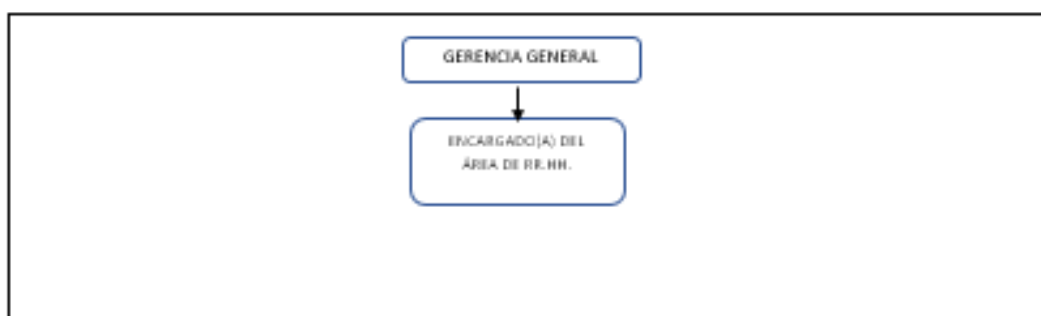 GERENCIA GENERAL
ENCARGADO(A) DEL
ÁREA DE RR.HH.